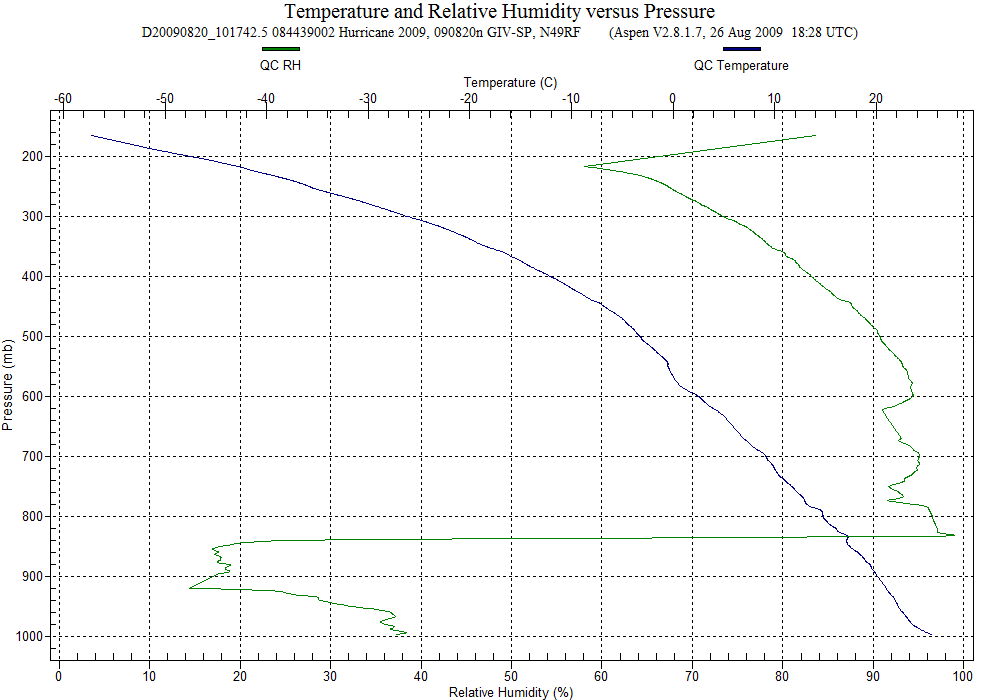 Temperature and Relative Humidity versus Pressure
D20090820_101742.5 084439002 Hurricane 2009, 090820n GIV-SP, N49RF (Aspen V2.8.1.7, 26 Aug 2009 18:28 UTC)
QC RH QC Temperature
Temperature (C)
-60 -50 -40 -30 -20 -10 0 10 20
200
300
400
500
Pressure (mb)
600
700
800
900
1000
0 10 20 30 40 50 60 70 80 90 100
Relative Humidity (%)